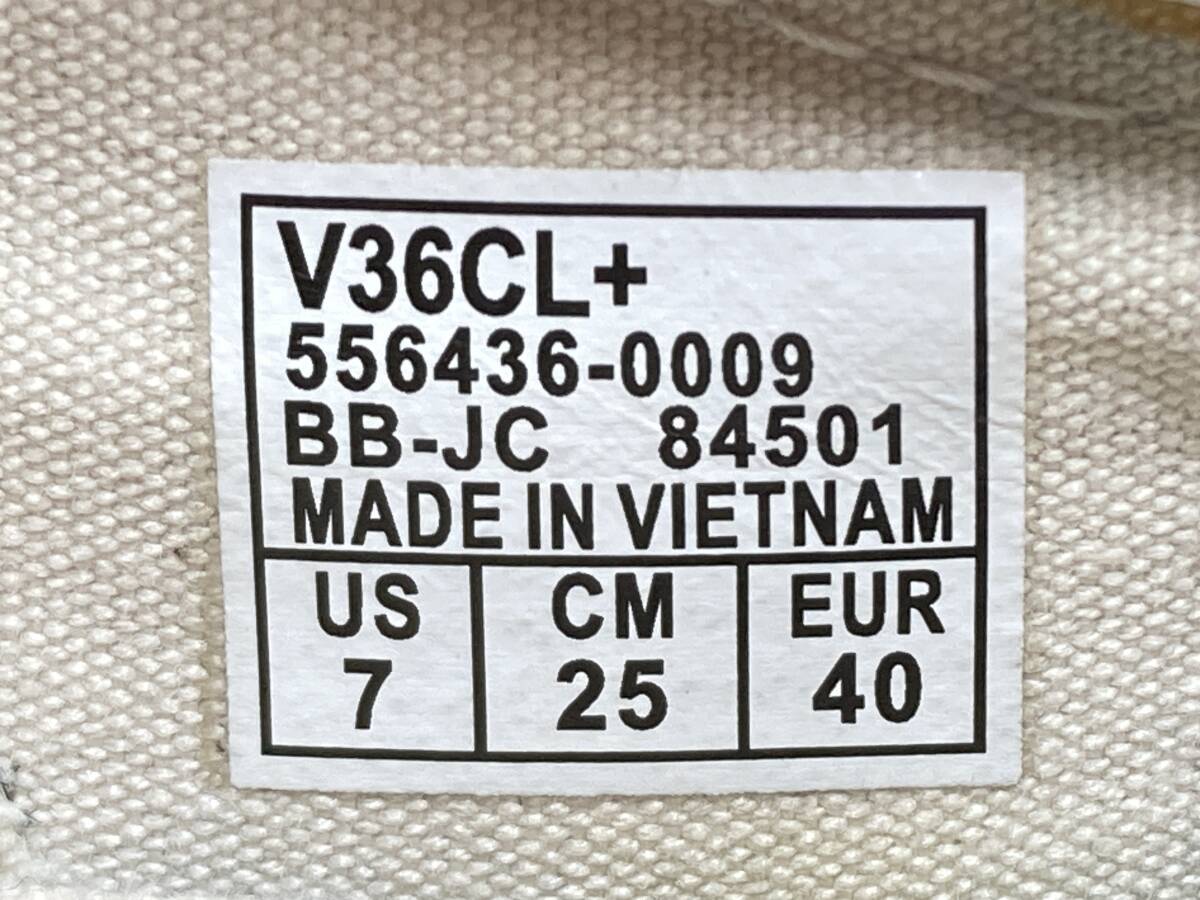 V36CL+
556436-0009
BB-JC 84501
MADE IN VIETNAM
US CM EUR
7 25 40